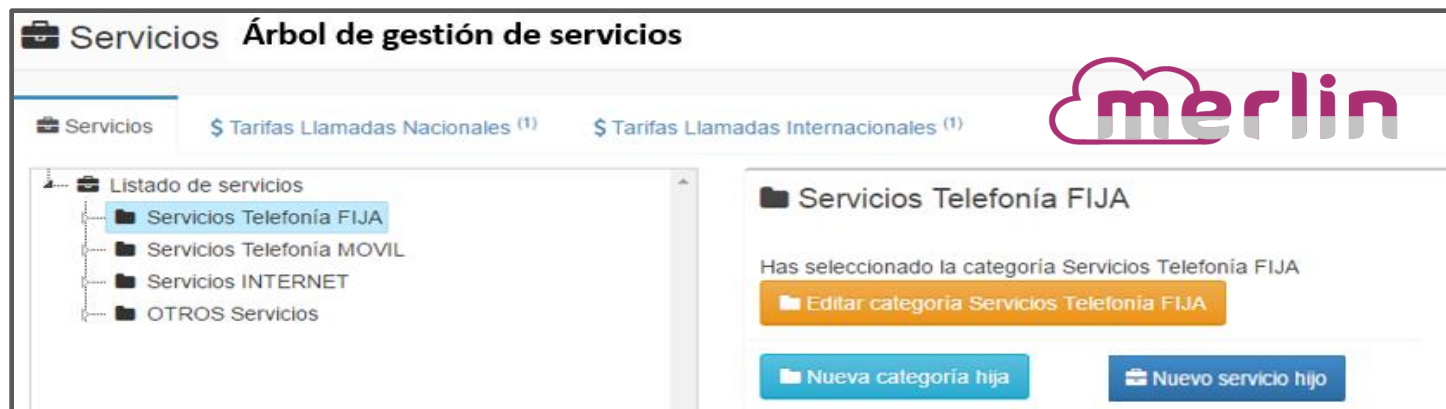 Servicios Árbol de gestión de servicios
merlin
Servicios $ Tarifas Llamadas Nacionales (1) $ Tarifas Llamadas Internacionales (1)
Listado de servicios
Servicios Telefonía FIJA
Servicios Telefonía MOVIL
Servicios INTERNET
OTROS Servicios
Servicios Telefonía FIJA
Has seleccionado la categoría Servicios Telefonía FIJA
Editar categoría Servicios Telefonía FIJA
Nueva categoría hija
Nuevo servicio hijo